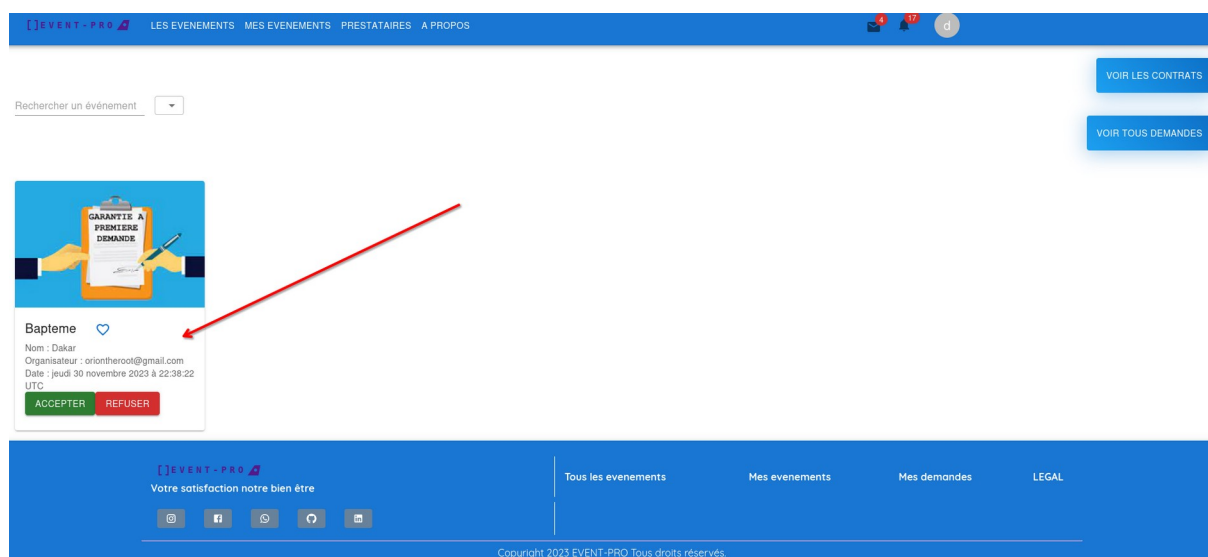 []EVENT-PRO LES EVENEMENTS MES EVENEMENTS PRESTATAIRES A PROPOS 4 17 d
VOIR LES CONTRATS
Rechercher un événement
VOIR TOUS DEMANDES
GARANTIE A
PREMIERE
DEMANDE
Bapteme
Nom : Dakar
Organisateur : oriontheroot@gmail.com
Date : jeudi 30 novembre 2023 à 22:38:22
UTC
ACCEPTER REFUSER
[]EVENT-PRO
Votre satisfaction notre bien être
Tous les evenements Mes evenements Mes demandes LEGAL
Copyright 2023 EVENT-PRO Tous droits réservés.